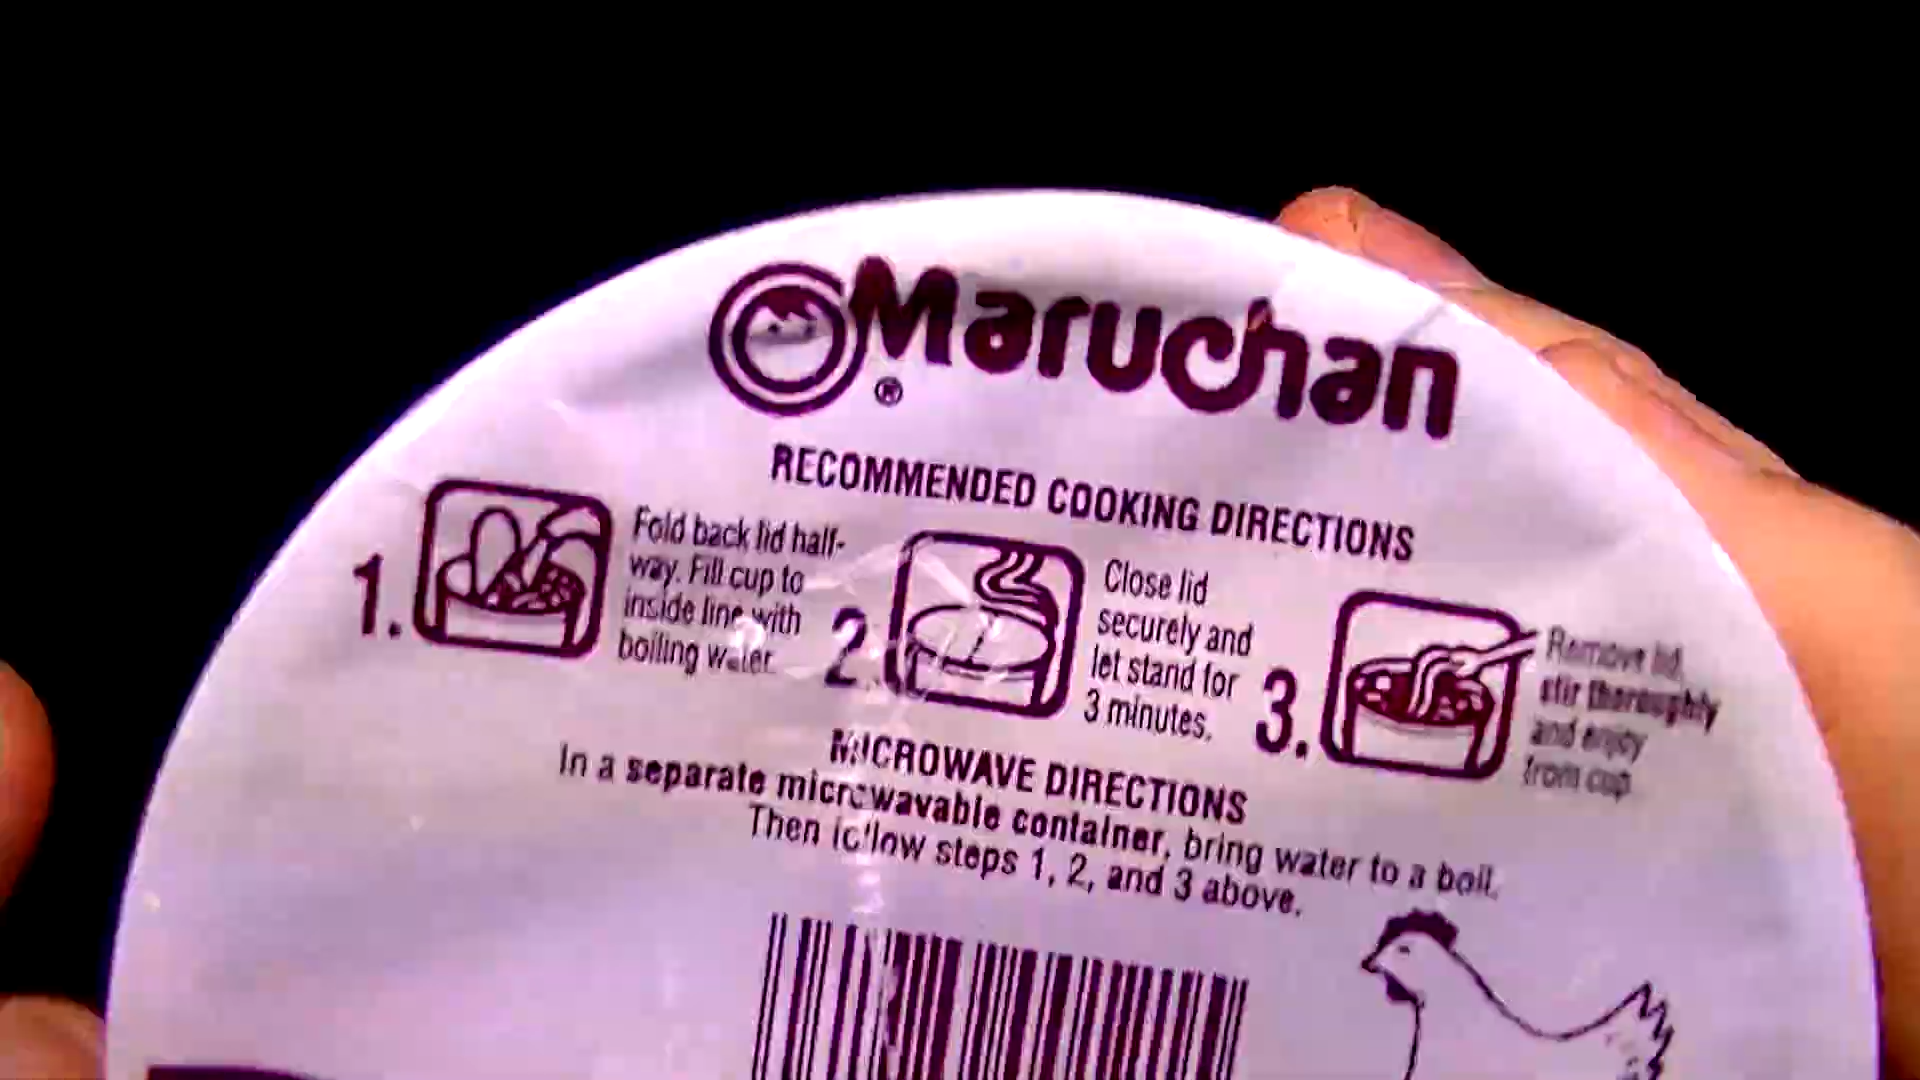 Maruchan
®
RECOMMENDED COOKING DIRECTIONS
1.
Fold back lid half-
way. Fill cup to
inside line with
boiling water.
2.
Close lid
securely and
let stand for
3 minutes.
3.
Remove lid,
stir thoroughly
and enjoy
from cup.
MICROWAVE DIRECTIONS
In a separate microwavable container, bring water to a boil.
Then follow steps 1, 2, and 3 above.